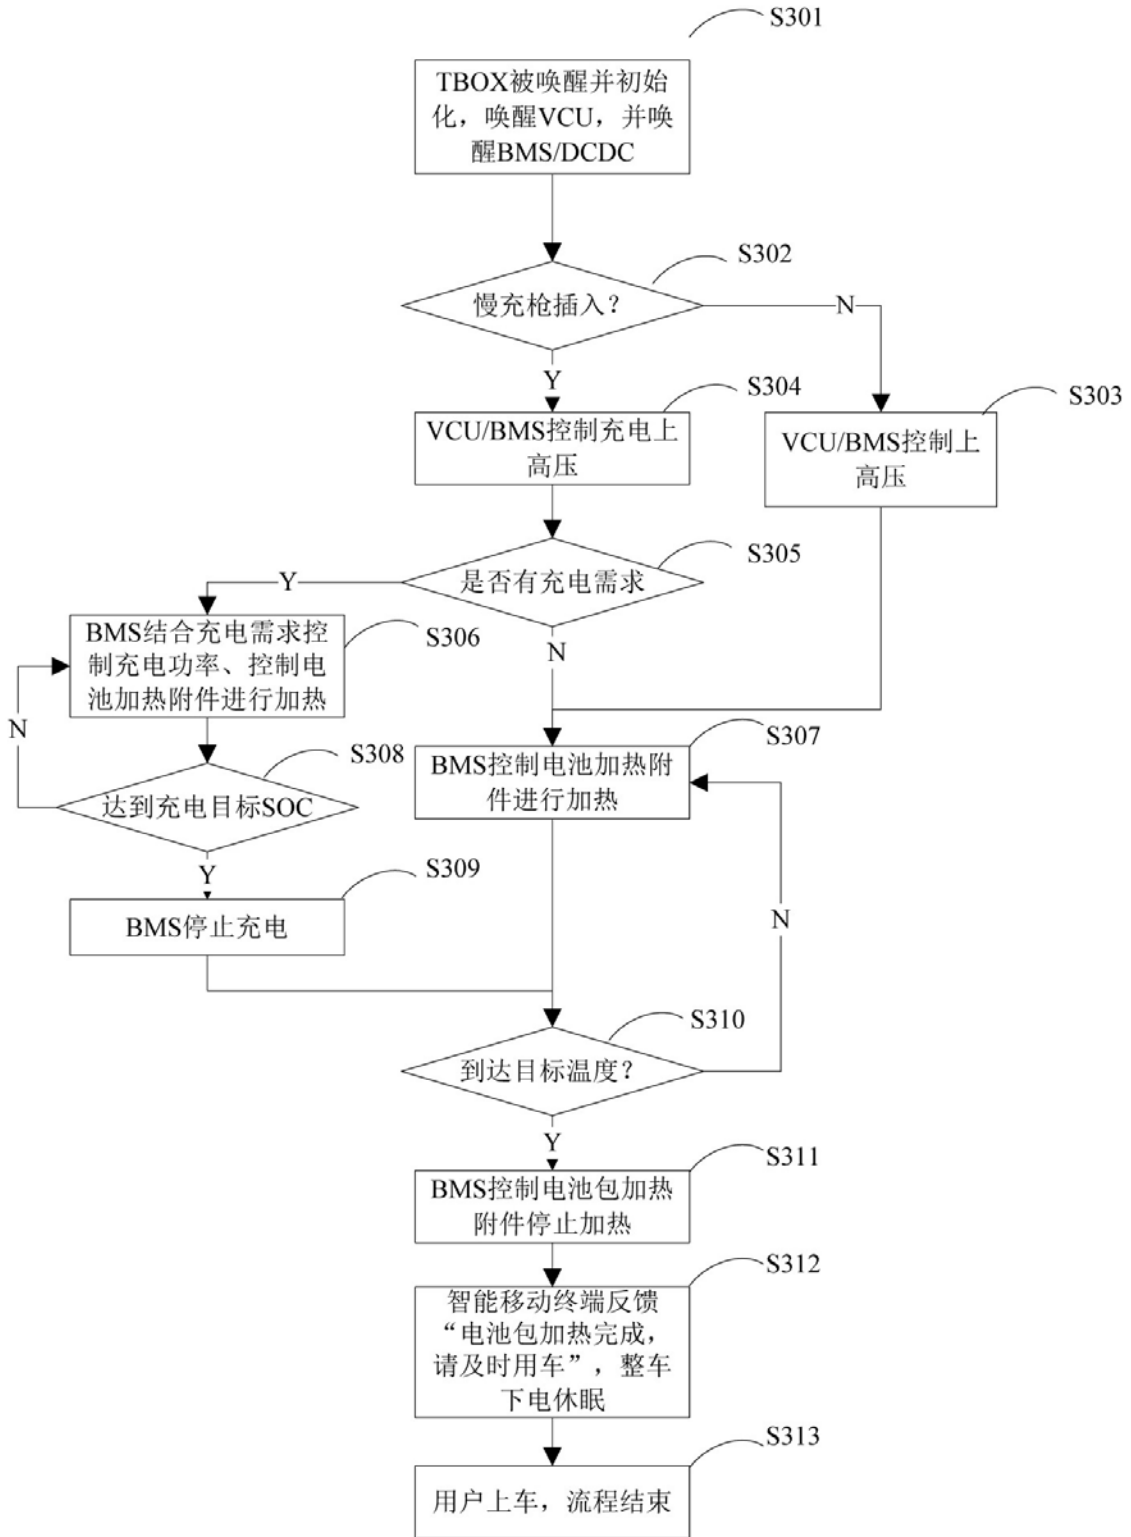 S301
TBOX被唤醒并初始
化，唤醒VCU，并唤
醒BMS/DCDC
S302
慢充枪插入？
N
Y
S304
S303
VCU/BMS控制充电上
高压
VCU/BMS控制上
高压
S305
是否有充电需求
Y
N
S306
BMS结合充电需求控
制充电功率、控制电
池加热附件进行加热
N
S307
BMS控制电池加热附
件进行加热
S308
达到充电目标SOC
Y
S309
BMS停止充电
N
S310
到达目标温度？
Y
S311
BMS控制电池包加热
附件停止加热
S312
智能移动终端反馈
“电池包加热完成，
请及时用车”，整车
下电休眠
S313
用户上车，流程结束